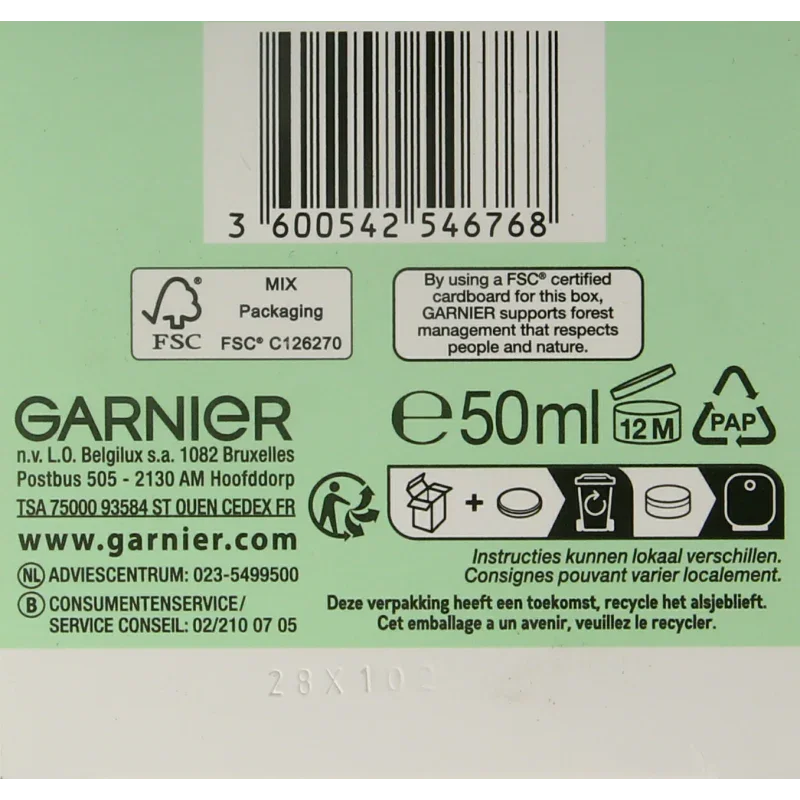 3 600542 546768
FSC®
MIX
Packaging
FSC® C126270
By using a FSC® certified
cardboard for this box,
GARNIER supports forest
management that respects
people and nature.
GARNIER
n.v. L.O. Belgilux s.a. 1082 Bruxelles
Postbus 505 - 2130 AM Hoofddorp
TSA 75000 93584 ST OUEN CEDEX FR
www.garnier.com
NL ADVIESCENTRUM: 023-5499500
B CONSUMENTENSERVICE/
SERVICE CONSEIL: 02/210 07 05
℮50ml
12M
PAP
+
Instructies kunnen lokaal verschillen.
Consignes pouvant varier localement.
Deze verpakking heeft een toekomst, recycle het alsjeblieft.
Cet emballage a un avenir, veuillez le recycler.
28X102